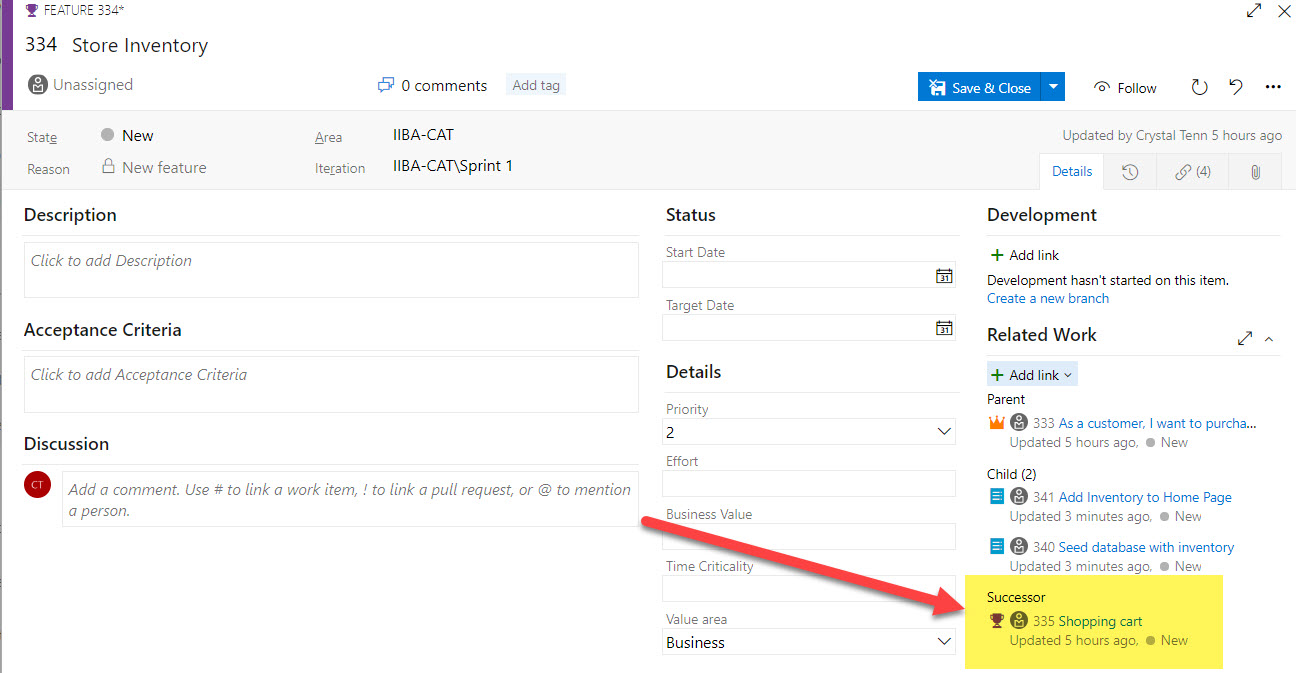 FEATURE 334*
334 Store Inventory
Unassigned
0 comments
Add tag
Save & Close
Follow
State
New
Area
IIBA-CAT
Updated by Crystal Tenn 5 hours ago
Reason
New feature
Iteration
IIBA-CAT\Sprint 1
Details
(4)
Description
Click to add Description
Acceptance Criteria
Click to add Acceptance Criteria
Discussion
CT
Add a comment. Use # to link a work item, ! to link a pull request, or @ to mention
a person.
Status
Start Date
31
Target Date
31
Details
Priority
2
Effort
Business Value
Time Criticality
Value area
Business
Development
+ Add link
Development hasn't started on this item.
Create a new branch
Related Work
+ Add link
Parent
333 As a customer, I want to purcha...
Updated 5 hours ago, New
Child (2)
341 Add Inventory to Home Page
Updated 3 minutes ago, New
340 Seed database with inventory
Updated 3 minutes ago, New
Successor
335 Shopping cart
Updated 5 hours ago, New